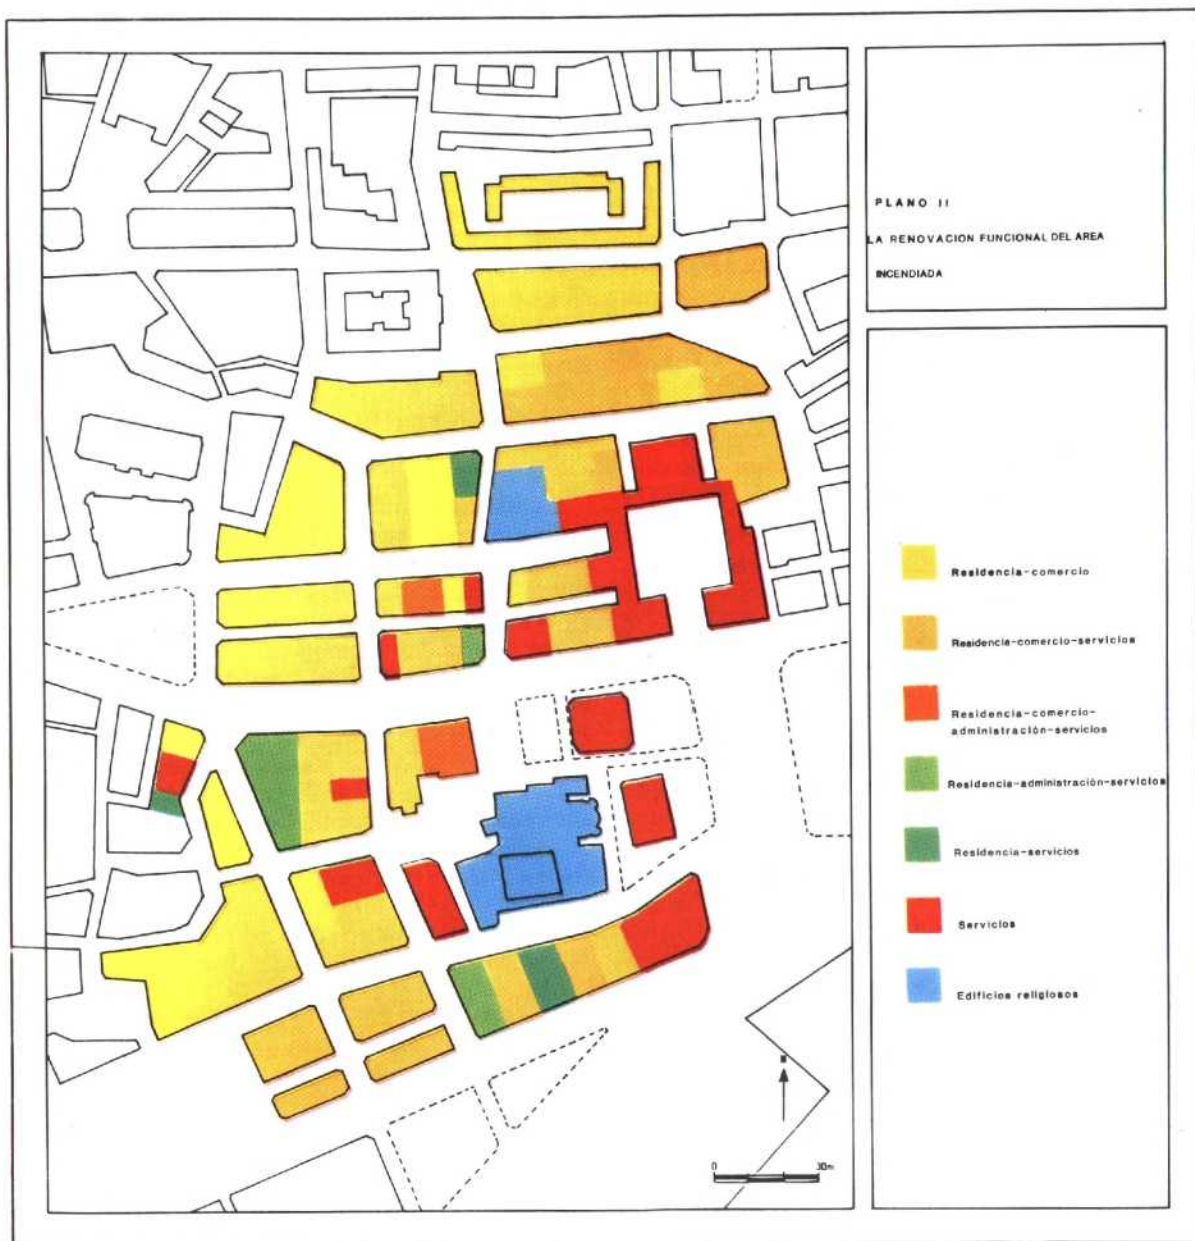 PLANO II
LA RENOVACION FUNCIONAL DEL AREA
INCENDIADA
Residencia-comercio
Residencia-comercio-servicios
Residencia-comercio-
administración-servicios
Residencia-administración-servicios
Residencia-servicios
Servicios
Edificios religiosos
0 30m